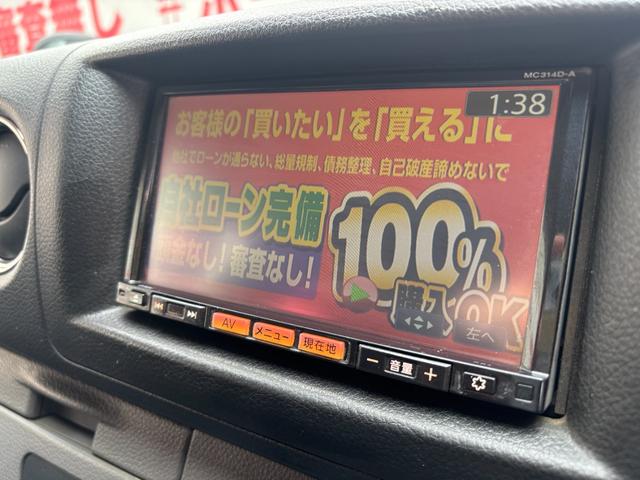 審査無し
MC314D-A
1:38
お客様の「買いたい」を「買える」に
他社でローンが通らない、総量規制、債務整理、自己破産諦めないで
自社ローン完備
頭金なし!審査なし!
100%
購入OK
左へ
AV
メニュー
現在地
− 音量 +